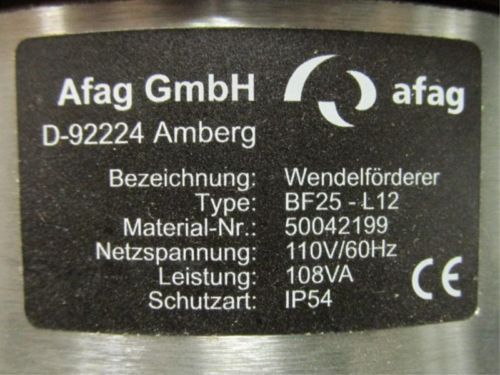 Afag GmbH
afag
D-92224 Amberg
Bezeichnung: Wendelförderer
Type: BF25 - L12
Material-Nr.: 50042199
Netzspannung: 110V/60Hz
Leistung: 108VA
Schutzart: IP54
CE